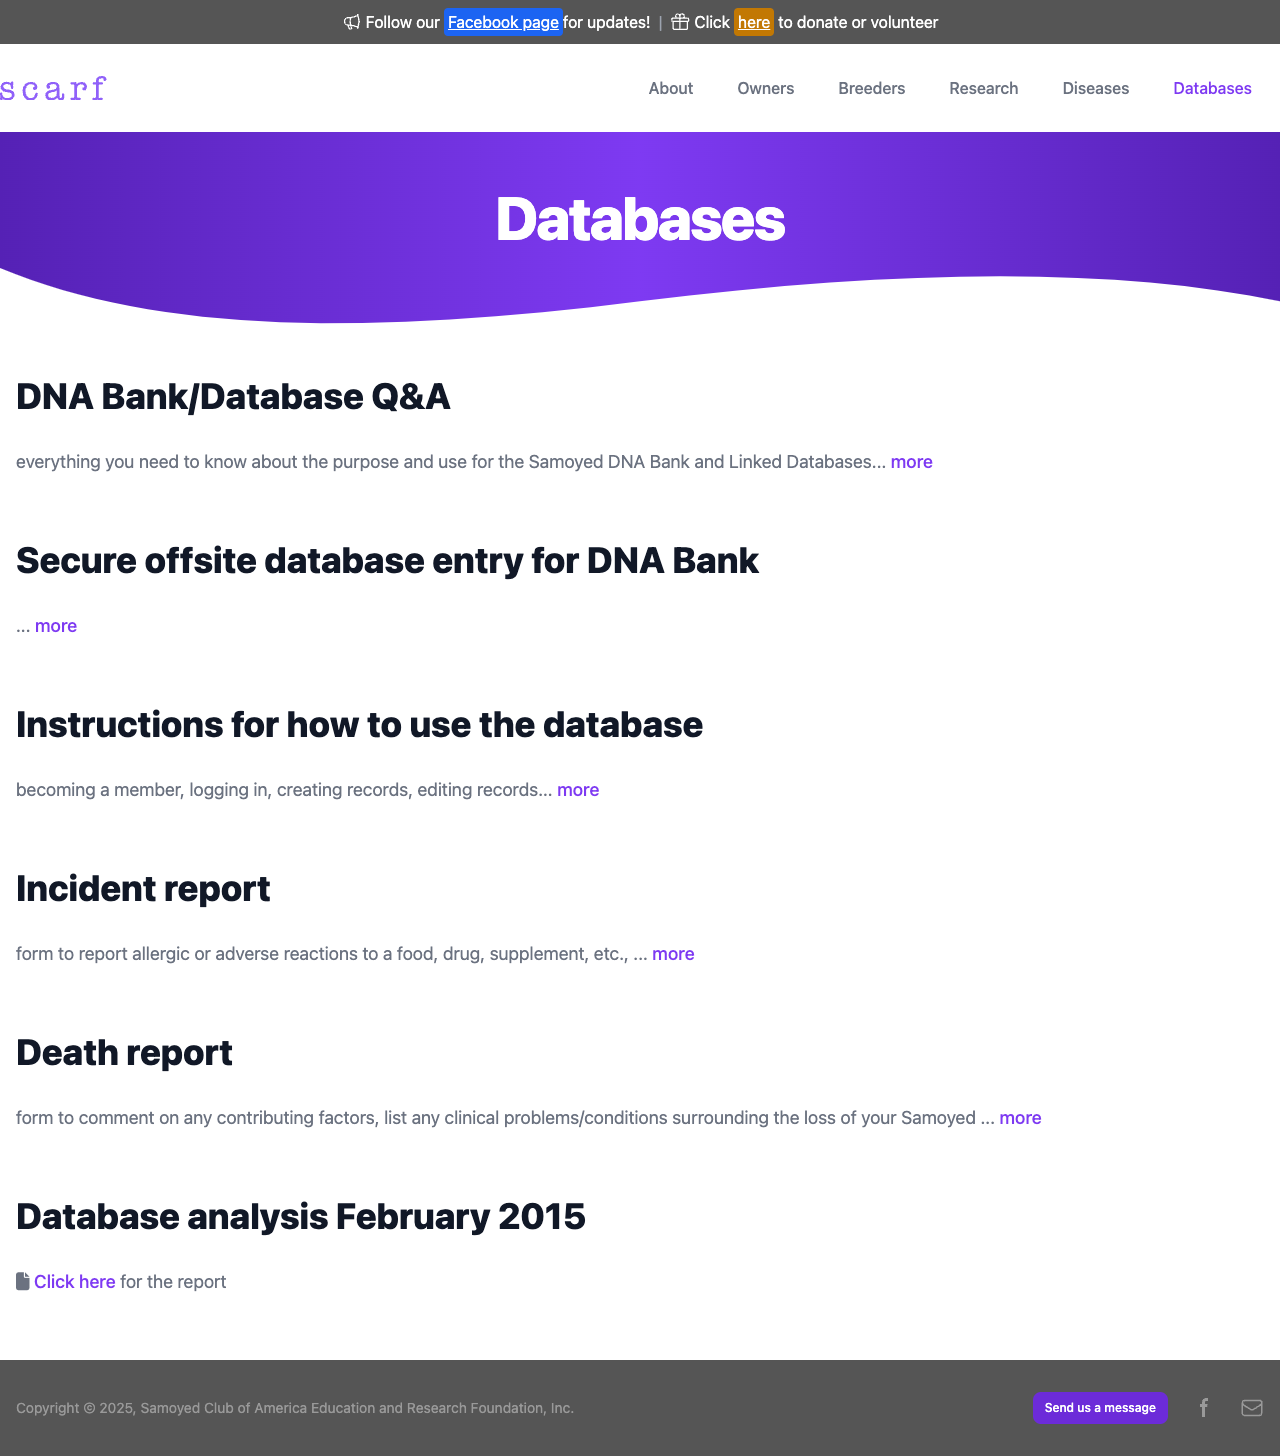 Follow our Facebook page for updates! | Click here to donate or volunteer
scarf
About Owners Breeders Research Diseases Databases
Databases
DNA Bank/Database Q&A
everything you need to know about the purpose and use for the Samoyed DNA Bank and Linked Databases... more
Secure offsite database entry for DNA Bank
... more
Instructions for how to use the database
becoming a member, logging in, creating records, editing records... more
Incident report
form to report allergic or adverse reactions to a food, drug, supplement, etc., ... more
Death report
form to comment on any contributing factors, list any clinical problems/conditions surrounding the loss of your Samoyed ... more
Database analysis February 2015
Click here for the report
Copyright © 2025, Samoyed Club of America Education and Research Foundation, Inc.
Send us a message